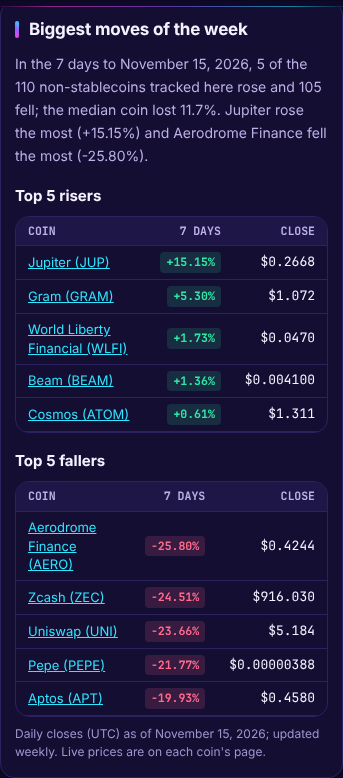 Biggest moves of the week
In the 7 days to November 15, 2026, 5 of the
110 non-stablecoins tracked here rose and 105
fell; the median coin lost 11.7%. Jupiter rose
the most (+15.15%) and Aerodrome Finance fell
the most (-25.80%).
Top 5 risers
COIN 7 DAYS CLOSE
Jupiter (JUP) +15.15% $0.2668
Gram (GRAM) +5.30% $1.072
World Liberty
Financial (WLFI) +1.73% $0.0470
Beam (BEAM) +1.36% $0.004100
Cosmos (ATOM) +0.61% $1.311
Top 5 fallers
COIN 7 DAYS CLOSE
Aerodrome
Finance -25.80% $0.4244
(AERO)
Zcash (ZEC) -24.51% $916.030
Uniswap (UNI) -23.66% $5.184
Pepe (PEPE) -21.77% $0.00000388
Aptos (APT) -19.93% $0.4580
Daily closes (UTC) as of November 15, 2026; updated
weekly. Live prices are on each coin's page.